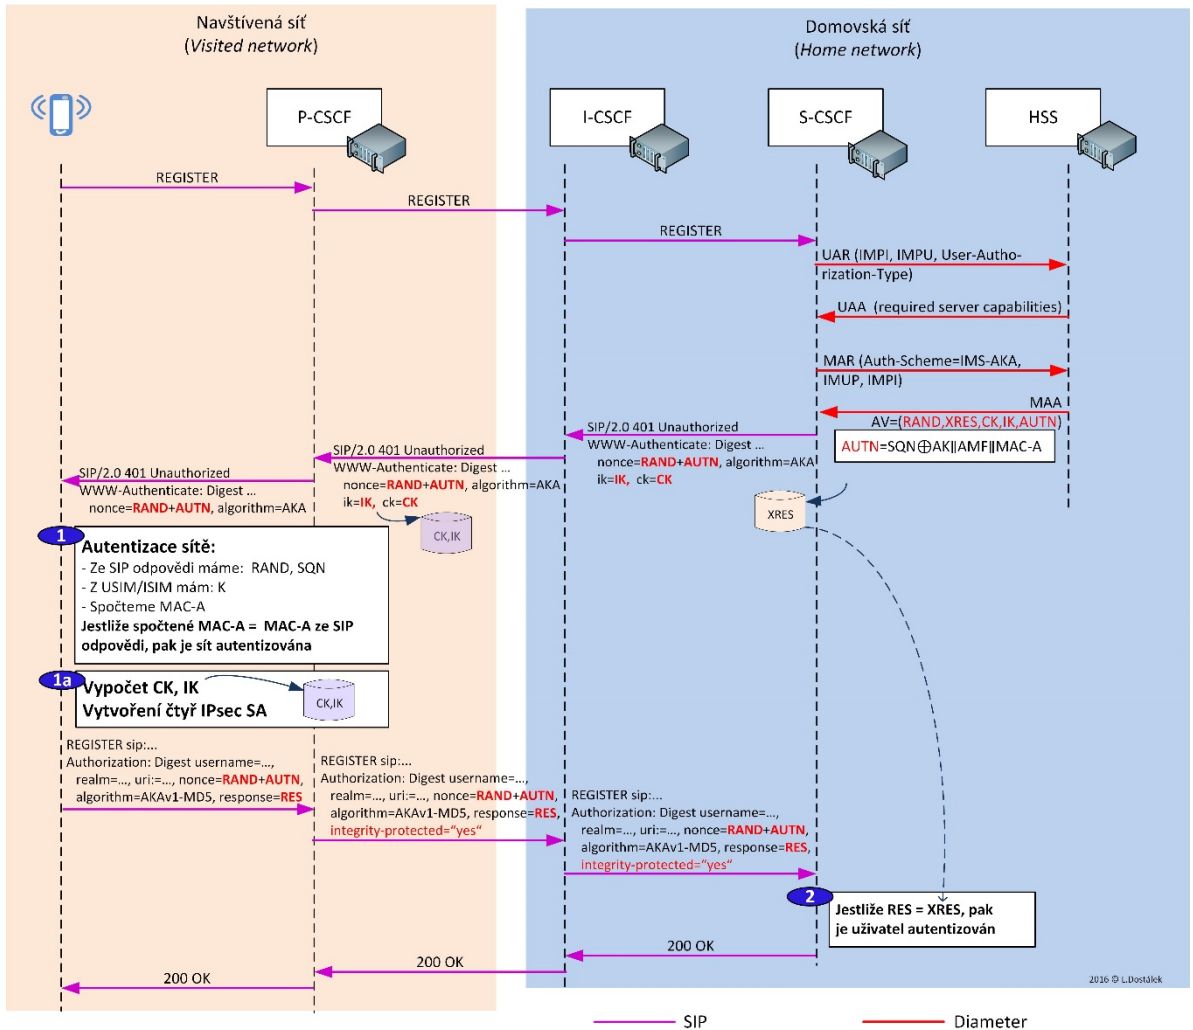 Navštívená síť
(Visited network)
Domovská síť
(Home network)
P-CSCF
I-CSCF
S-CSCF
HSS
REGISTER
REGISTER
REGISTER
UAR (IMPI, IMPU, User-Autho-
rization-Type)
UAA (required server capabilities)
MAR (Auth-Scheme=IMS-AKA,
IMUP, IMPI)
MAA
AV=(RAND,XRES,CK,IK,AUTN)
AUTN=SQN⊕AK‖AMF‖MAC-A
SIP/2.0 401 Unauthorized
WWW-Authenticate: Digest ...
nonce=RAND+AUTN, algorithm=AKA
ik=IK, ck=CK
SIP/2.0 401 Unauthorized
WWW-Authenticate: Digest ...
nonce=RAND+AUTN, algorithm=AKA
ik=IK, ck=CK
SIP/2.0 401 Unauthorized
WWW-Authenticate: Digest ...
nonce=RAND+AUTN, algorithm=AKA
XRES
CK,IK
1
Autentizace sítě:
- Ze SIP odpovědi máme: RAND, SQN
- Z USIM/ISIM mám: K
- Spočteme MAC-A
Jestliže spočtené MAC-A = MAC-A ze SIP
odpovědi, pak je sít autentizována
1a
Vypočet CK, IK
Vytvoření čtyř IPsec SA
CK,IK
REGISTER sip:...
Authorization: Digest username=...,
realm=..., uri:=..., nonce=RAND+AUTN,
algorithm=AKAv1-MD5, response=RES
REGISTER sip:...
Authorization: Digest username=...,
realm=..., uri:=..., nonce=RAND+AUTN,
algorithm=AKAv1-MD5, response=RES,
integrity-protected=“yes“
REGISTER sip:...
Authorization: Digest username=...,
realm=..., uri:=..., nonce=RAND+AUTN,
algorithm=AKAv1-MD5, response=RES,
integrity-protected=“yes“
2
Jestliže RES = XRES, pak
je uživatel autentizován
200 OK
200 OK
200 OK
2016 © L.Dostálek
SIP
Diameter